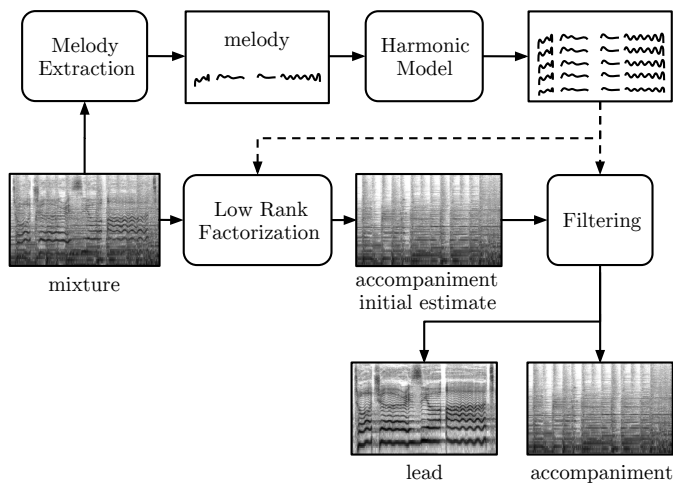 Melody
Extraction
melody
Harmonic
Model
Low Rank
Factorization
Filtering
mixture
accompaniment
initial estimate
lead
accompaniment